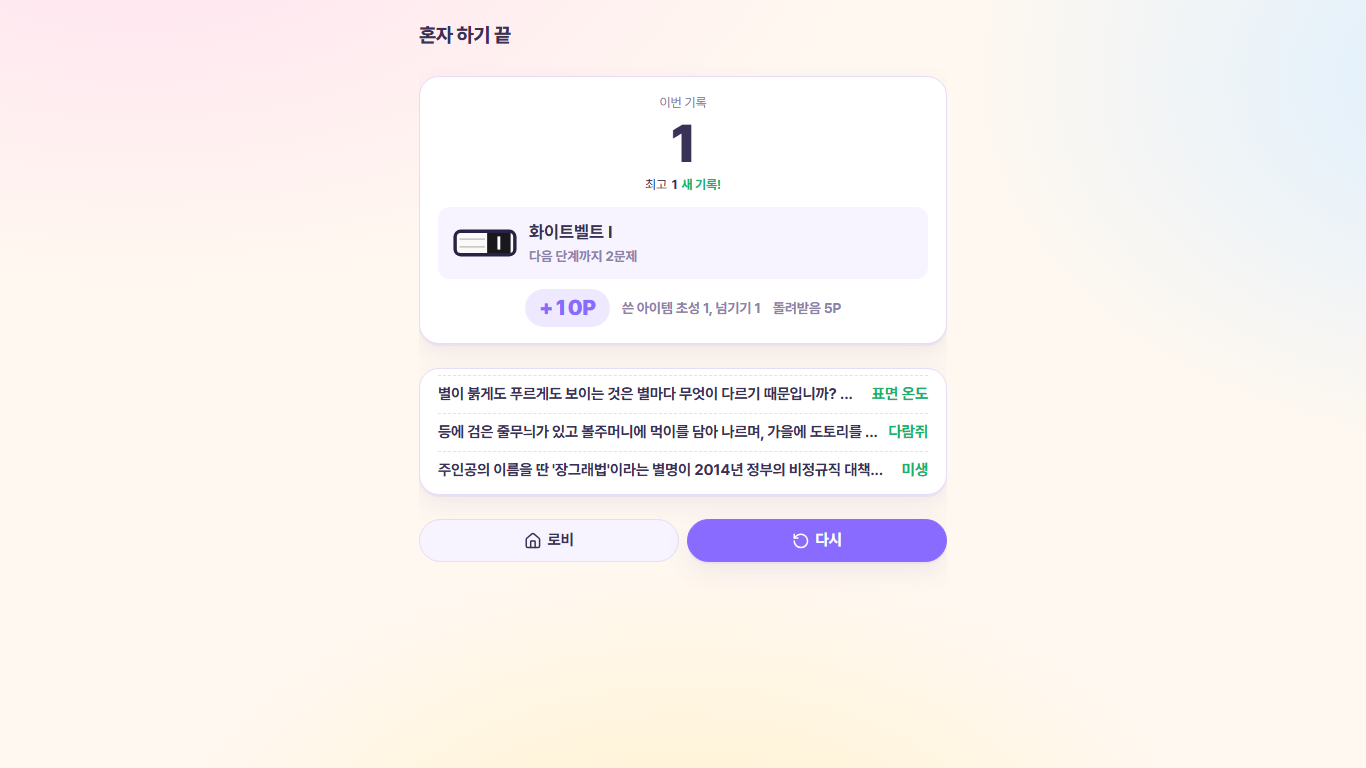 혼자 하기 끝
이번 기록
1
최고 1 새 기록!
화이트벨트 I
다음 단계까지 2문제
+10P 쓴 아이템 초성 1, 넘기기 1 돌려받음 5P
별이 붉게도 푸르게도 보이는 것은 별마다 무엇이 다르기 때문입니까? ... 표면 온도
등에 검은 줄무늬가 있고 볼주머니에 먹이를 담아 나르며, 가을에 도토리를 ... 다람쥐
주인공의 이름을 딴 '장그래법'이라는 별명이 2014년 정부의 비정규직 대책... 미생
로비 다시